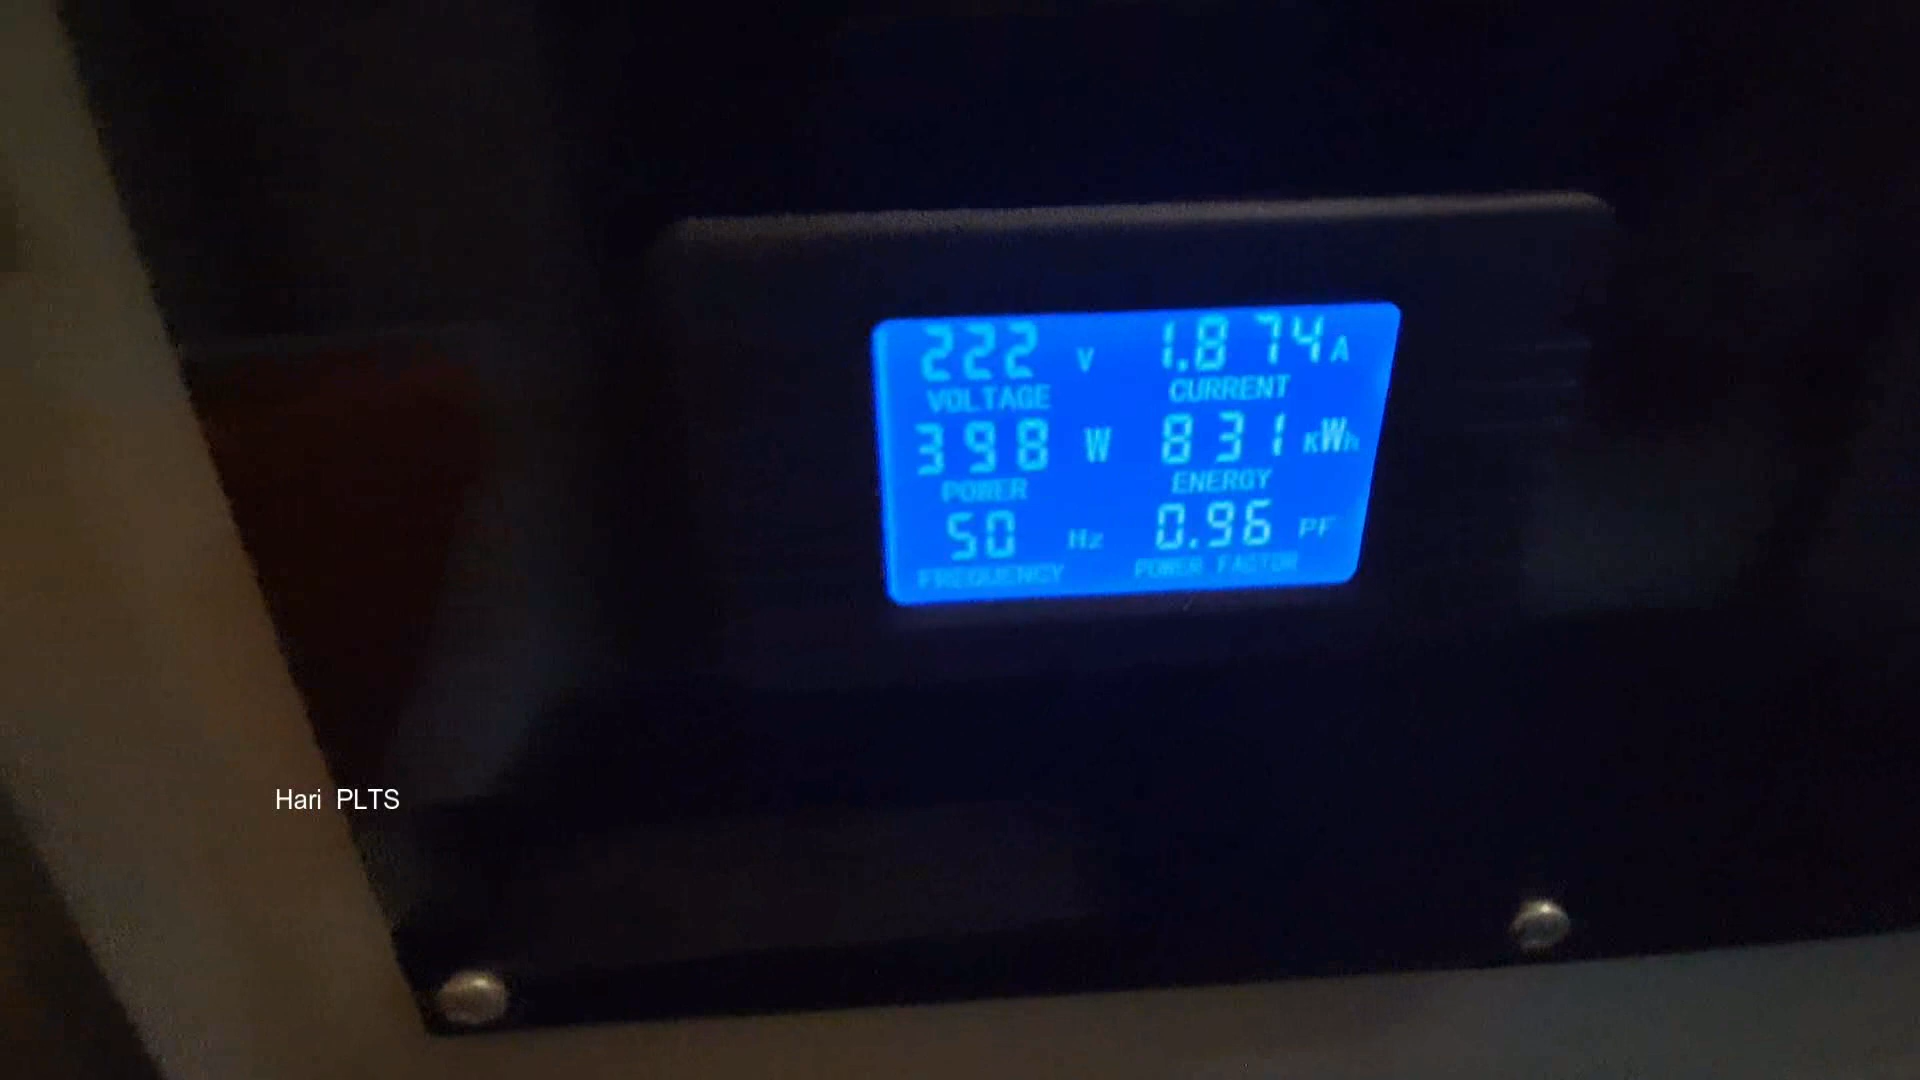 222 V 1.874 A
VOLTAGE CURRENT
398 W 831 KWh
POWER ENERGY
50 Hz 0.96 PF
FREQUENCY POWER FACTOR
Hari PLTS